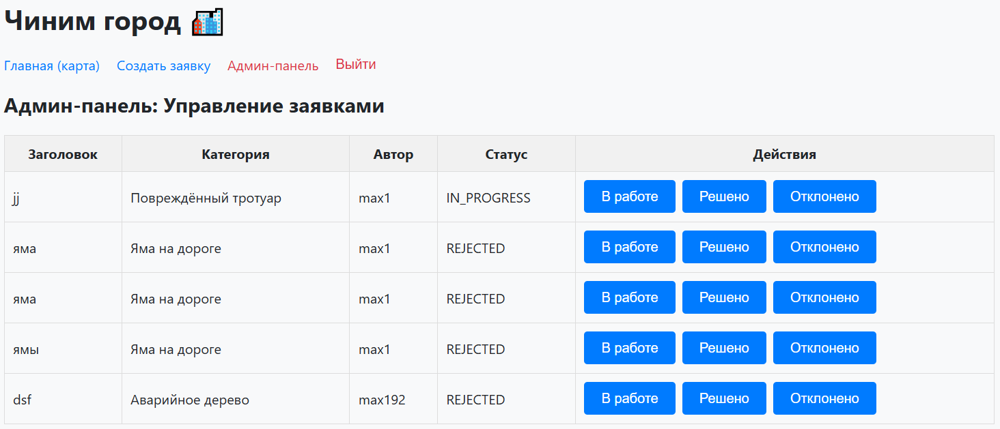 Чиним город
Главная (карта) Создать заявку Админ-панель Выйти
Админ-панель: Управление заявками
Заголовок Категория Автор Статус Действия
jj Повреждённый тротуар max1 IN_PROGRESS В работе Решено Отклонено
яма Яма на дороге max1 REJECTED В работе Решено Отклонено
яма Яма на дороге max1 REJECTED В работе Решено Отклонено
ямы Яма на дороге max1 REJECTED В работе Решено Отклонено
dsf Аварийное дерево max192 REJECTED В работе Решено Отклонено